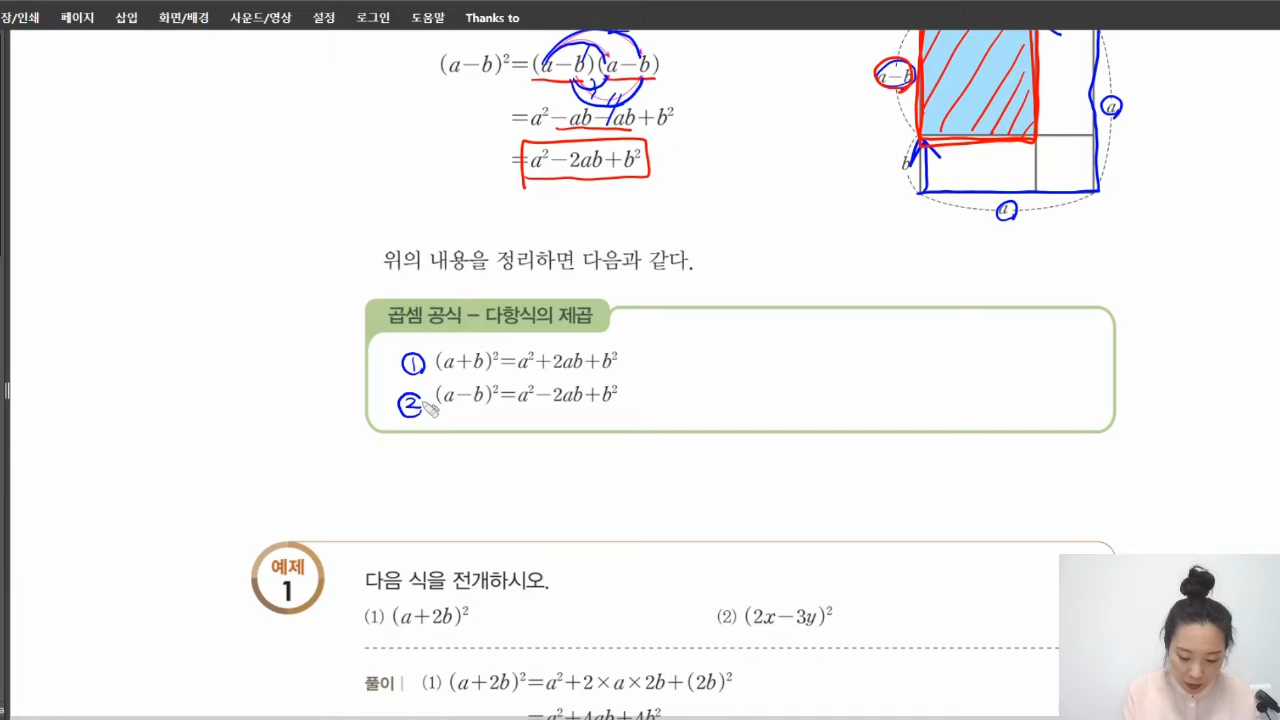 장/인쇄 페이지 삽입 화면/배경 사운드/영상 설정 로그인 도움말 Thanks to
(a−b)²=(a−b)(a−b)
=a²−ab−ab+b²
=a²−2ab+b²
a−b
a
b
a
위의 내용을 정리하면 다음과 같다.
곱셈 공식 – 다항식의 제곱
① (a+b)²=a²+2ab+b²
② (a−b)²=a²−2ab+b²
예제
1
다음 식을 전개하시오.
(1) (a+2b)² (2) (2x−3y)²
풀이 | (1) (a+2b)²=a²+2×a×2b+(2b)²
=a²+4ab+4b²